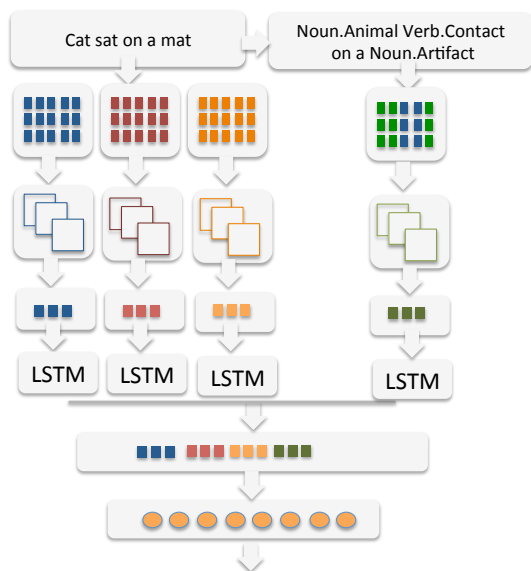 Cat sat on a mat
Noun.Animal Verb.Contact
on a Noun.Artifact
LSTM
LSTM
LSTM
LSTM